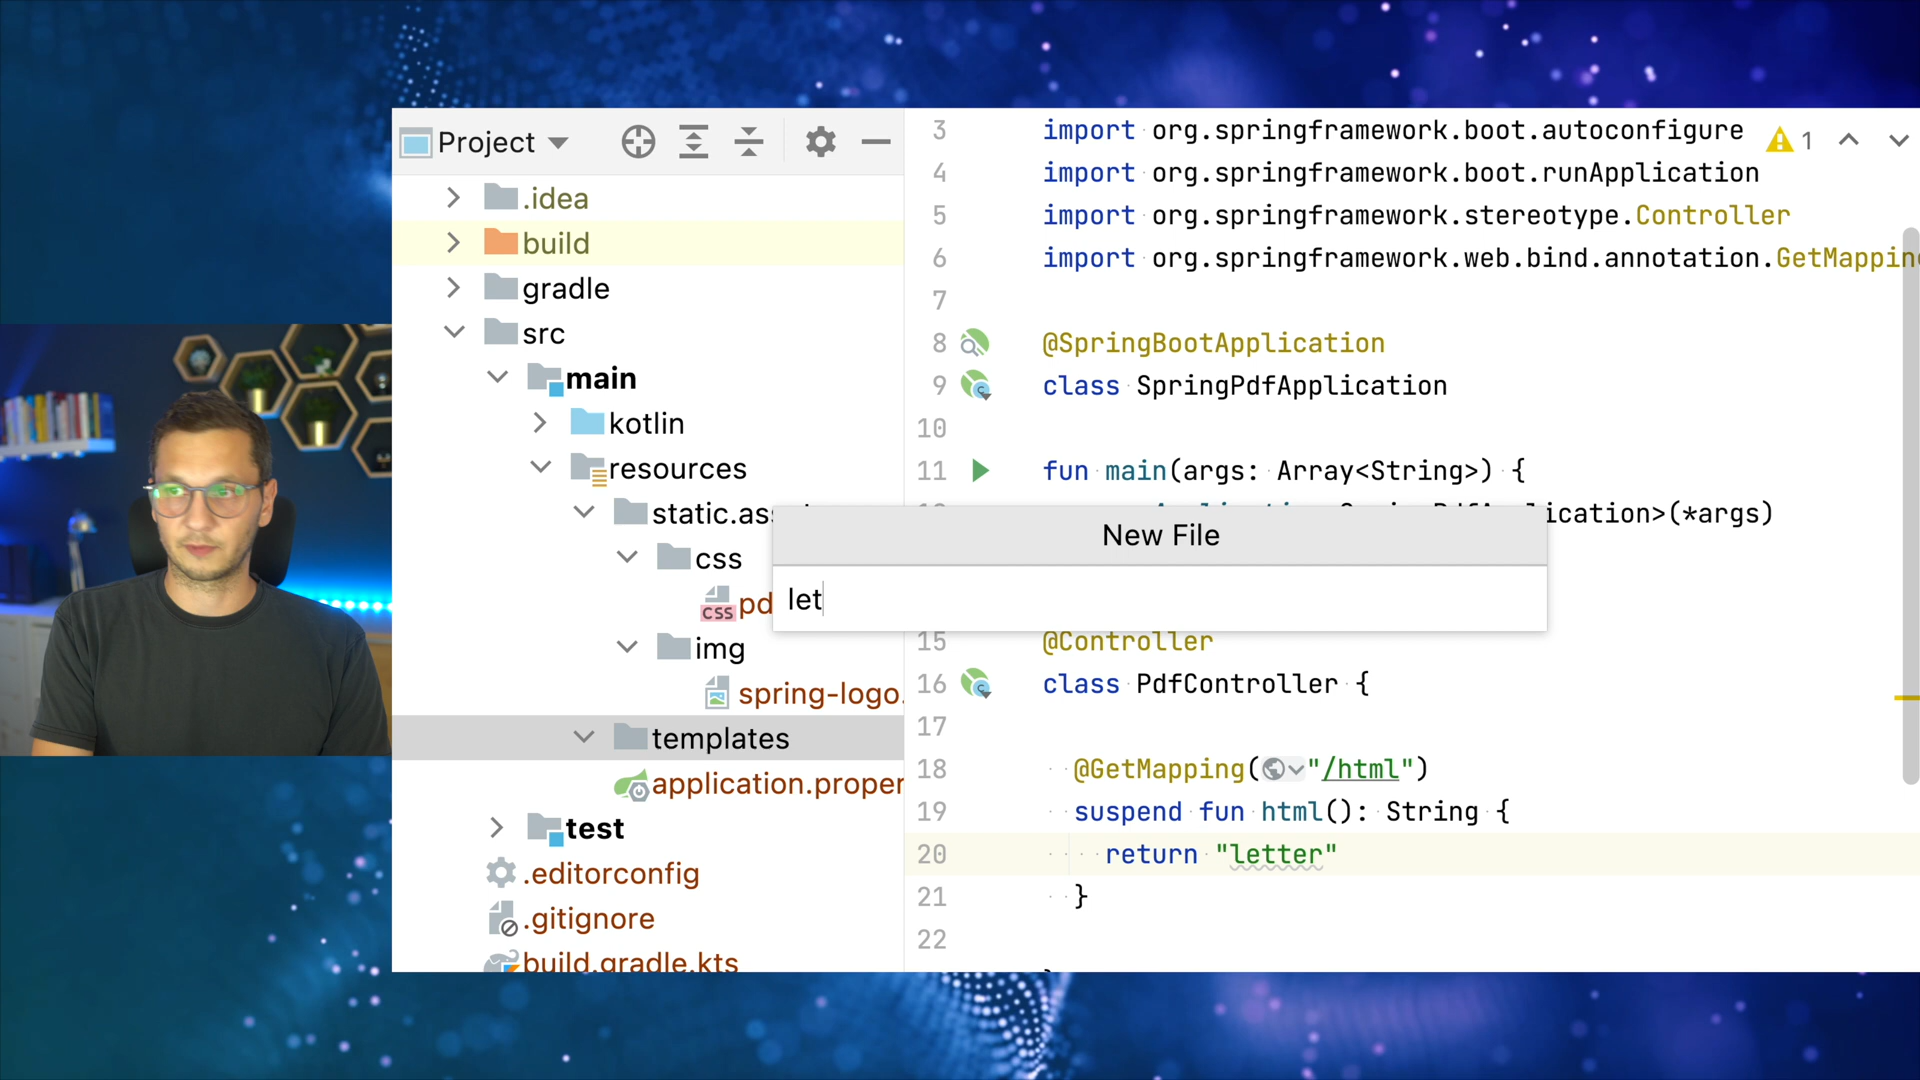 Project
.idea
build
gradle
src
main
kotlin
resources
static.as
css
CSS pd
img
spring-logo.
templates
application.proper
test
.editorconfig
.gitignore
build.gradle.kts
1
3 import org.springframework.boot.autoconfigure
4 import org.springframework.boot.runApplication
5 import org.springframework.stereotype.Controller
6 import org.springframework.web.bind.annotation.GetMapping
7
8 @SpringBootApplication
9 class SpringPdfApplication
10
11 fun main(args: Array<String>) {
lication>(*args)
New File
let
15 @Controller
16 class PdfController {
17
18 @GetMapping("/html")
19 suspend fun html(): String {
20 return "letter"
21 }
22